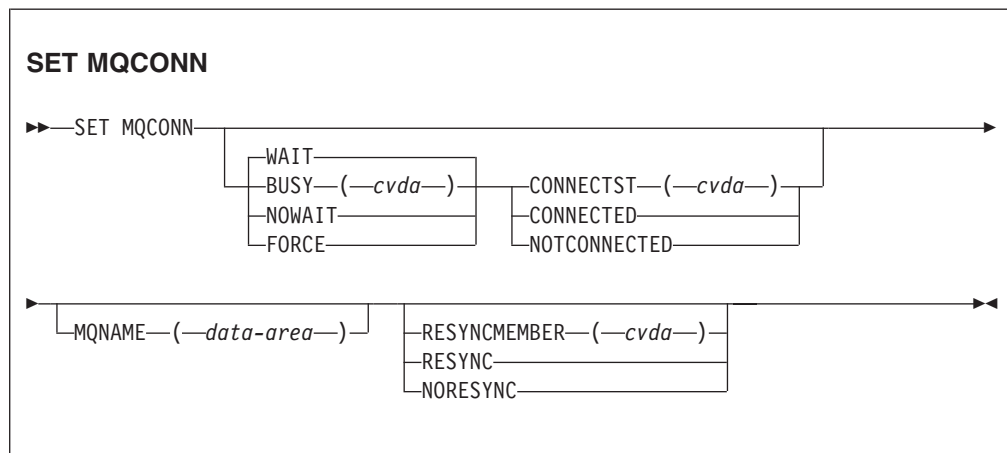 SET MQCONN
SET MQCONN
WAIT
BUSY ( cvda ) CONNECTST ( cvda )
NOWAIT CONNECTED
FORCE NOTCONNECTED
MQNAME ( data-area ) RESYNCMEMBER ( cvda )
RESYNC
NORESYNC